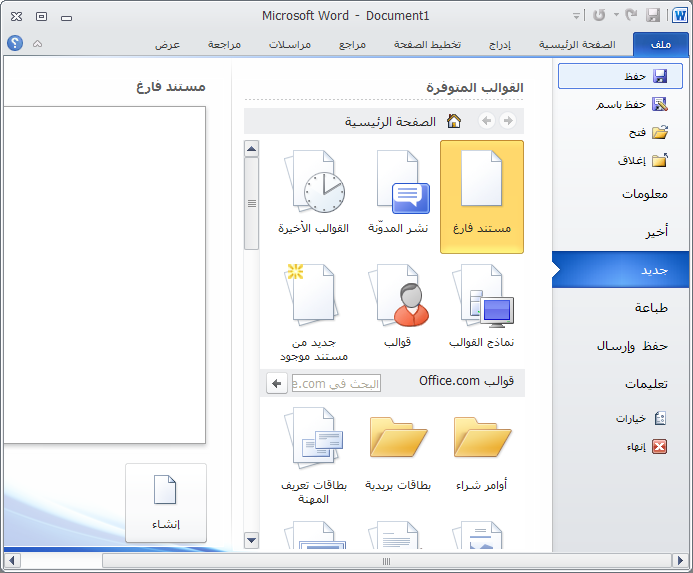 Microsoft Word - Document1
ملف
الصفحة الرئيسية
إدراج
تخطيط الصفحة
مراجع
مراسلات
مراجعة
عرض
حفظ
حفظ باسم
فتح
إغلاق
معلومات
أخير
جديد
طباعة
حفظ وإرسال
تعليمات
خيارات
إنهاء
القوالب المتوفرة
الصفحة الرئيسية
مستند فارغ
نشر المدوّنة
القوالب الأخيرة
نماذج القوالب
قوالب
جديد من
مستند موجود
قوالب Office.com
البحث في e.com
أوامر شراء
بطاقات بريدية
بطاقات تعريف
المهنة
مستند فارغ
إنشاء